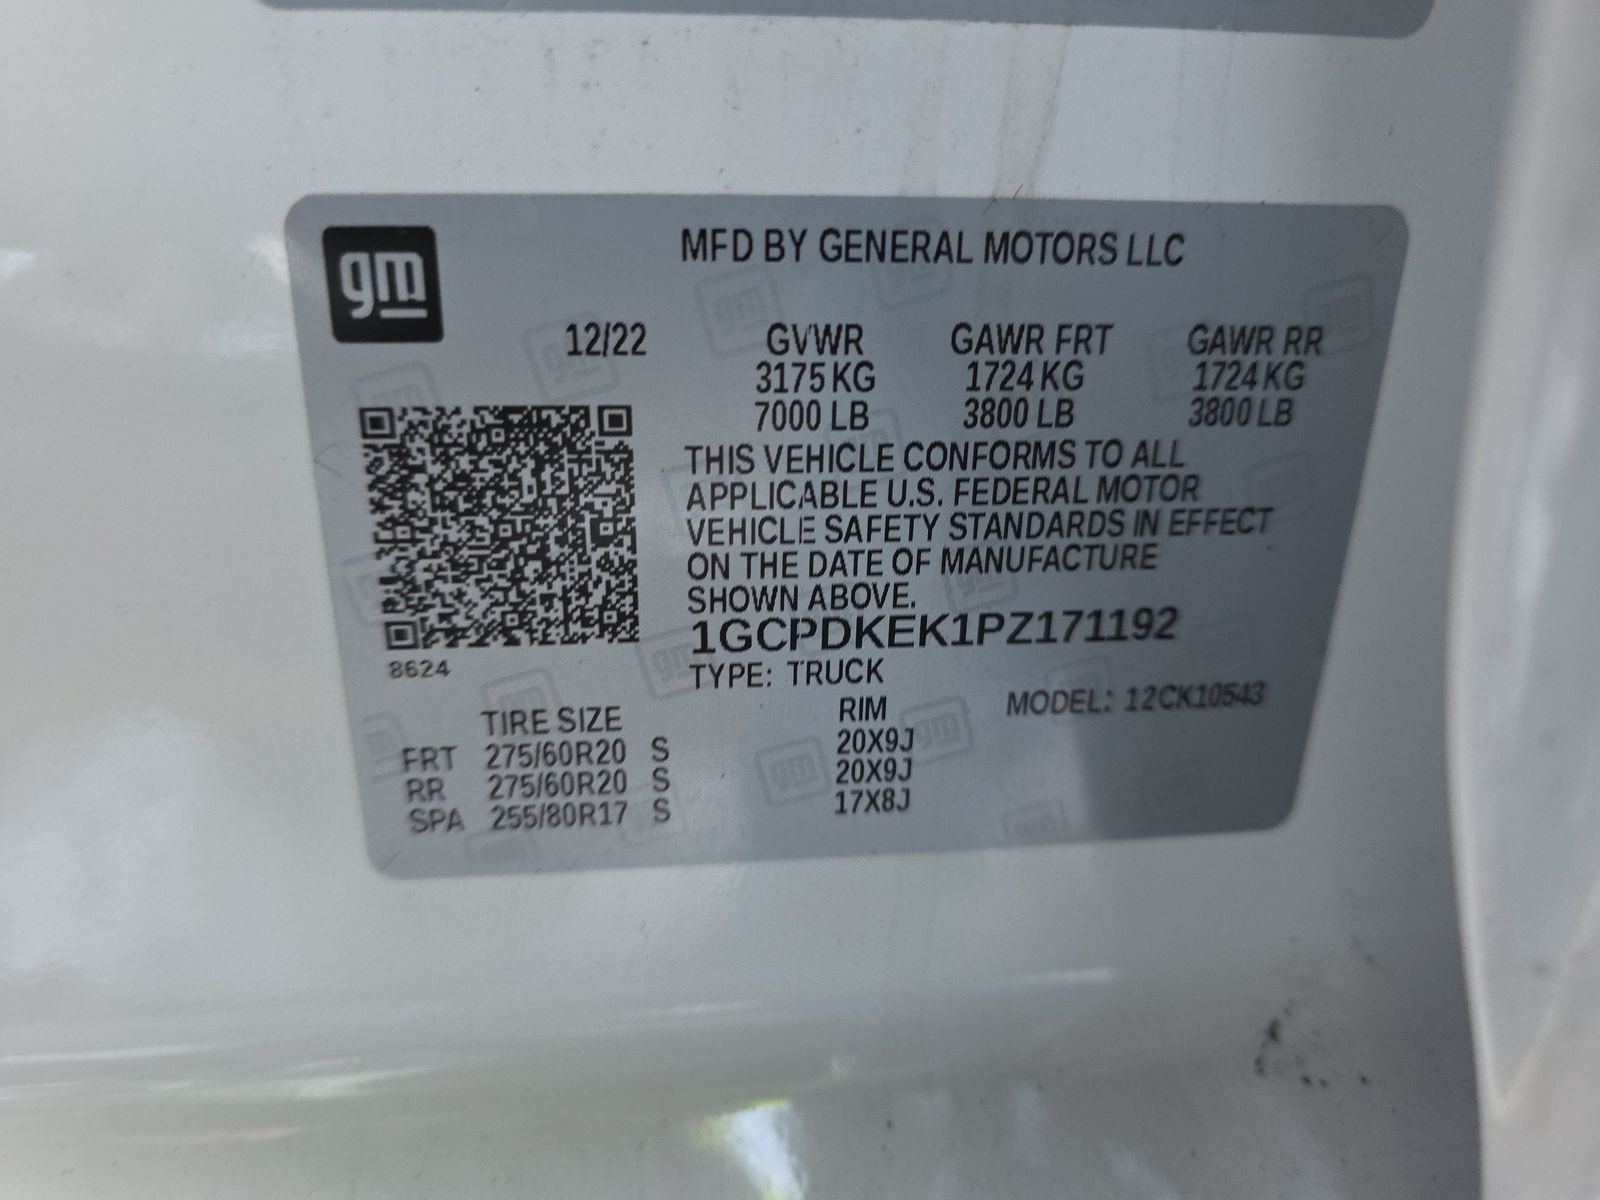 gm
MFD BY GENERAL MOTORS LLC
12/22 GVWR GAWR FRT GAWR RR
3175 KG 1724 KG 1724 KG
7000 LB 3800 LB 3800 LB
THIS VEHICLE CONFORMS TO ALL
APPLICABLE U.S. FEDERAL MOTOR
VEHICLE SAFETY STANDARDS IN EFFECT
ON THE DATE OF MANUFACTURE
SHOWN ABOVE.
1GCPDKEK1PZ171192
8624
TYPE: TRUCK
MODEL: 12CK10543
TIRE SIZE RIM
FRT 275/60R20 S 20X9J
RR 275/60R20 S 20X9J
SPA 255/80R17 S 17X8J